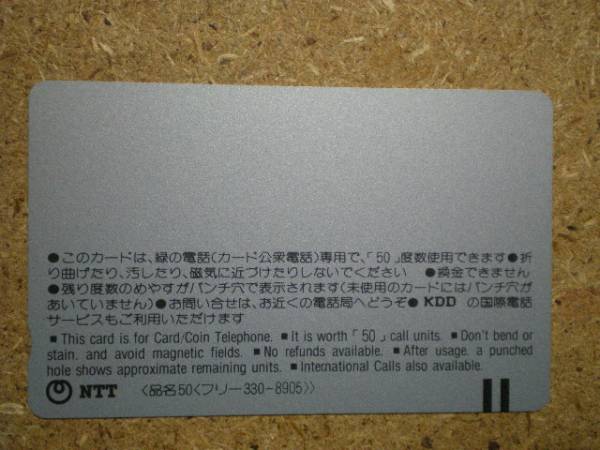 ●このカードは、緑の電話(カード公衆電話)専用で、「50」度数使用できます●折
り曲げたり、汚したり、磁気に近づけたりしないでください　●換金できません
●残り度数のめやすがパンチ穴で表示されます(未使用のカードにはパンチ穴が
あいていません)●お問い合せは、お近くの電話局へどうぞ● KDD の国際電話
サービスもご利用いただけます
■ This card is for Card/Coin Telephone. ■ It is worth「50」call units. ■ Don't bend or
stain, and avoid magnetic fields. ■ No refunds available. ■ After usage, a punched
hole shows approximate remaining units. ■ International Calls also available.
NTT 〈品名50〈フリー330-8905〉〉